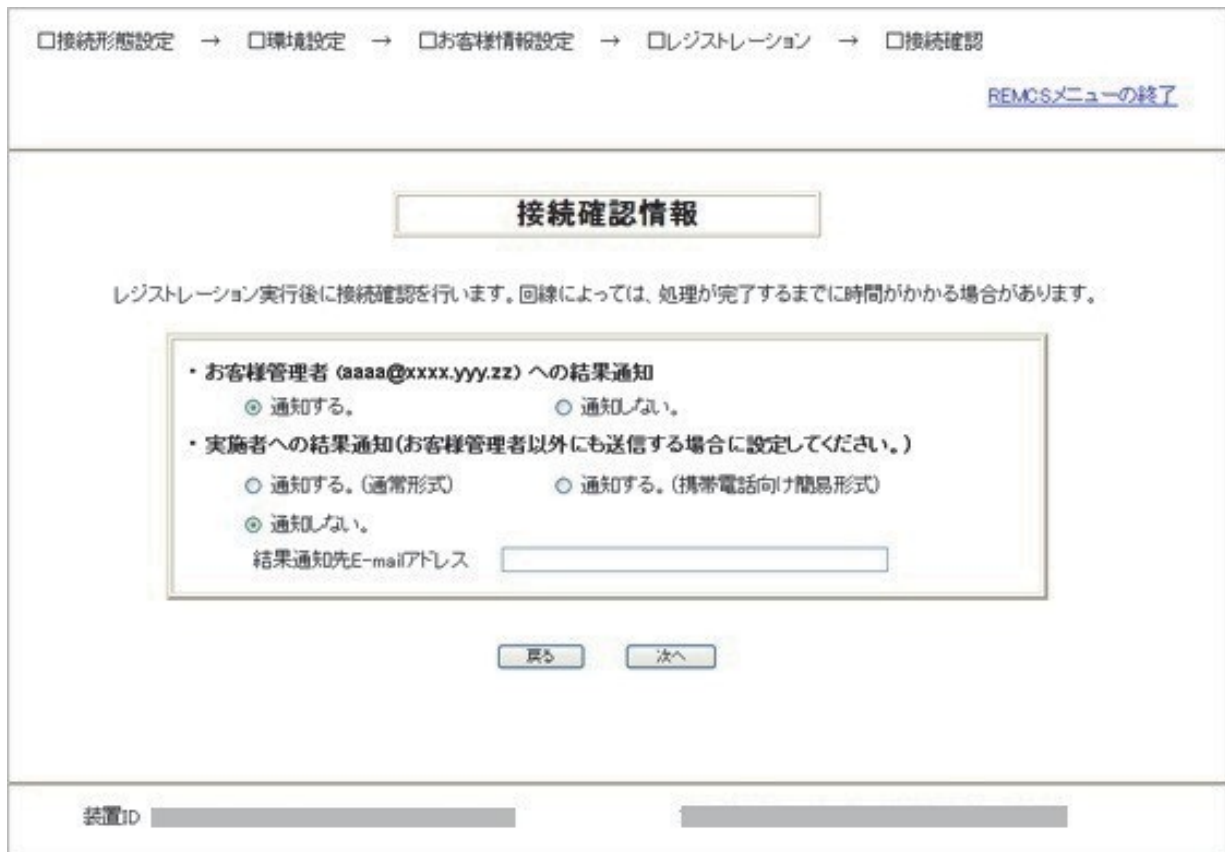 □接続形態設定 → □環境設定 → □お客様情報設定 → □レジストレーション → □接続確認
REMCSメニューの終了
接続確認情報
レジストレーション実行後に接続確認を行います。回線によっては、処理が完了するまでに時間がかかる場合があります。
・お客様管理者 (aaaa@xxxx.yyy.zz) への結果通知
通知する。 通知しない。
・実施者への結果通知(お客様管理者以外にも送信する場合に設定してください。)
通知する。(通常形式) 通知する。(携帯電話向け簡易形式)
通知しない。
結果通知先E-mailアドレス
戻る 次へ
装置ID